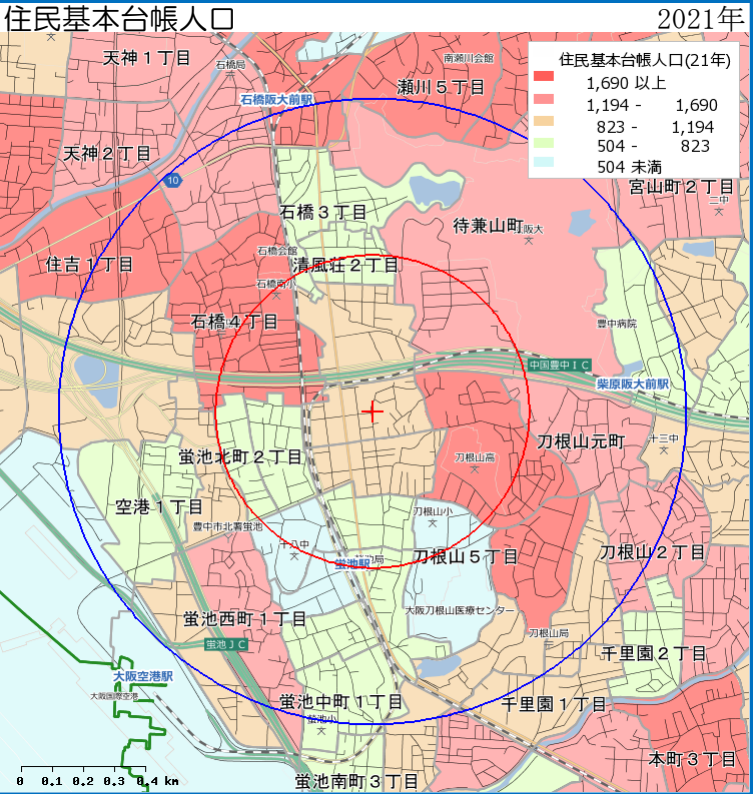 住民基本台帳人口
2021年
住民基本台帳人口(21年)
1,690 以上
1,194 - 1,690
823 - 1,194
504 - 823
504 未満
天神１丁目
石橋局
南瀬川会館
瀬川５丁目
石橋阪大前駅
天神２丁目
10
宮山町２丁目
二中
石橋３丁目
待兼山町
阪大
石橋会館
住吉１丁目
清風荘２丁目
石橋南小
石橋４丁目
豊中病院
中国豊中ＩＣ
柴原阪大前駅
刀根山元町
十三中
蛍池北町２丁目
刀根山高
空港１丁目
刀根山小
豊中市北署蛍池
十八中
蛍池駅
刀根山５丁目
刀根山２丁目
大阪刀根山医療センター
蛍池西町１丁目
刀根山局
蛍池ＪＣ
千里園２丁目
大阪空港駅
大阪国際空港
蛍池中町１丁目
千里園１丁目
蛍池小
本町３丁目
蛍池南町３丁目
0 0.1 0.2 0.3 0.4 km